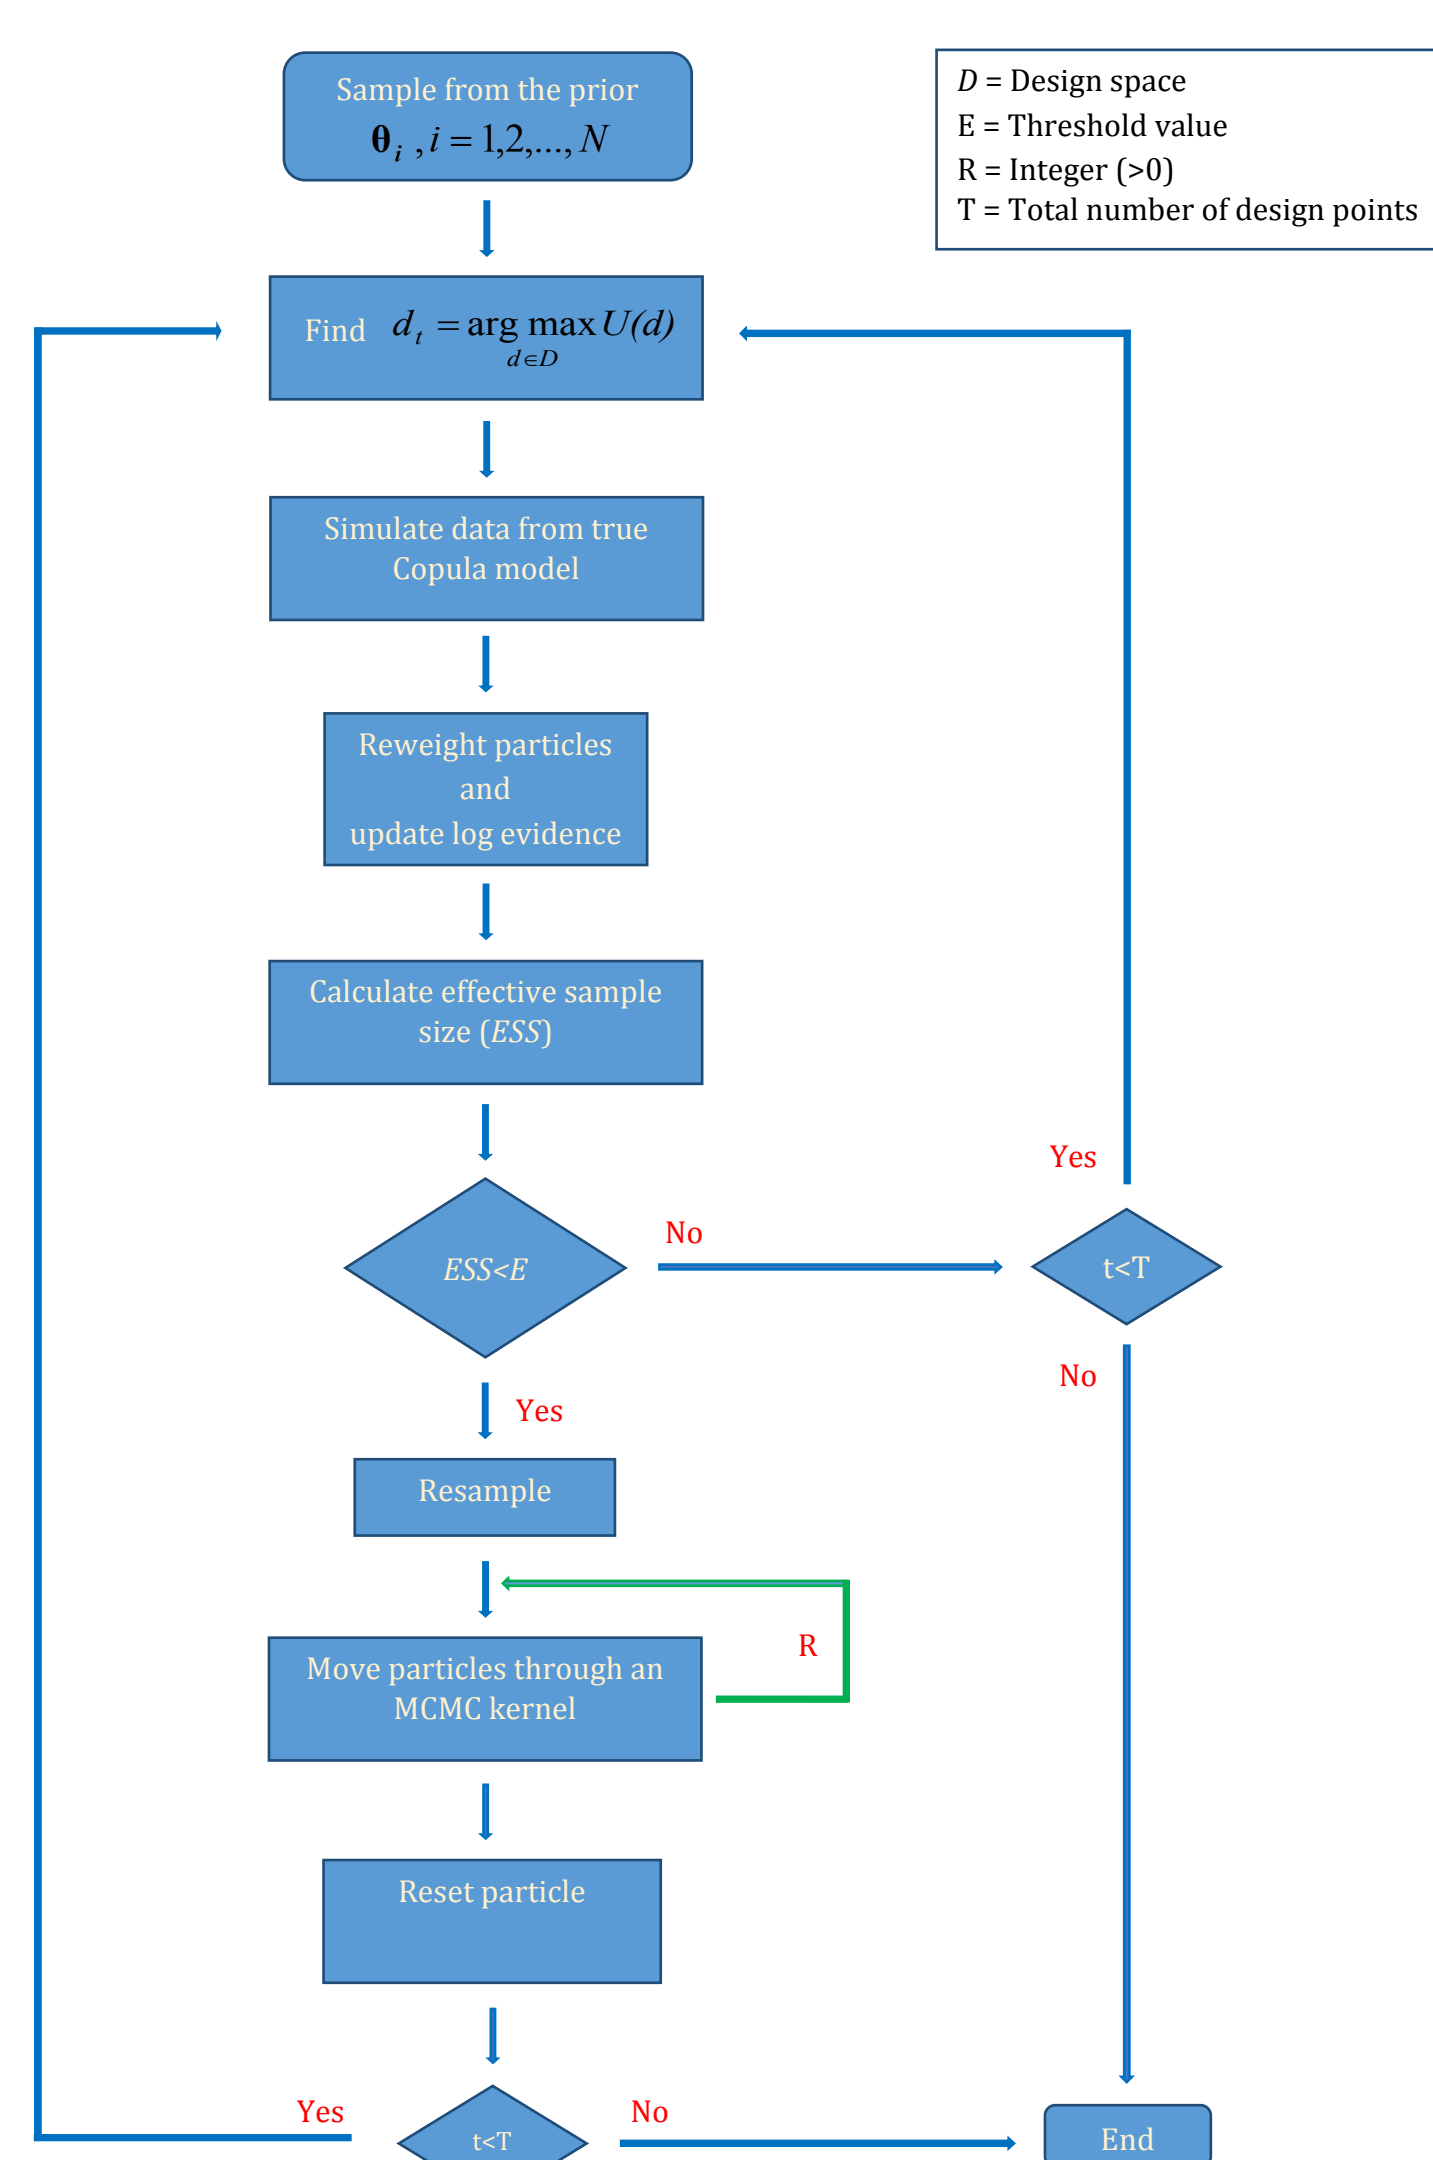 Sample from the prior
θi , i = 1,2,..., N
D = Design space
E = Threshold value
R = Integer (>0)
T = Total number of design points
Find dt = arg max U(d)
d∈D
Simulate data from true
Copula model
Reweight particles
and
update log evidence
Calculate effective sample
size (ESS)
Yes
No
ESS<E
t<T
No
Yes
Resample
R
Move particles through an
MCMC kernel
Reset particle
Yes
No
t<T
End